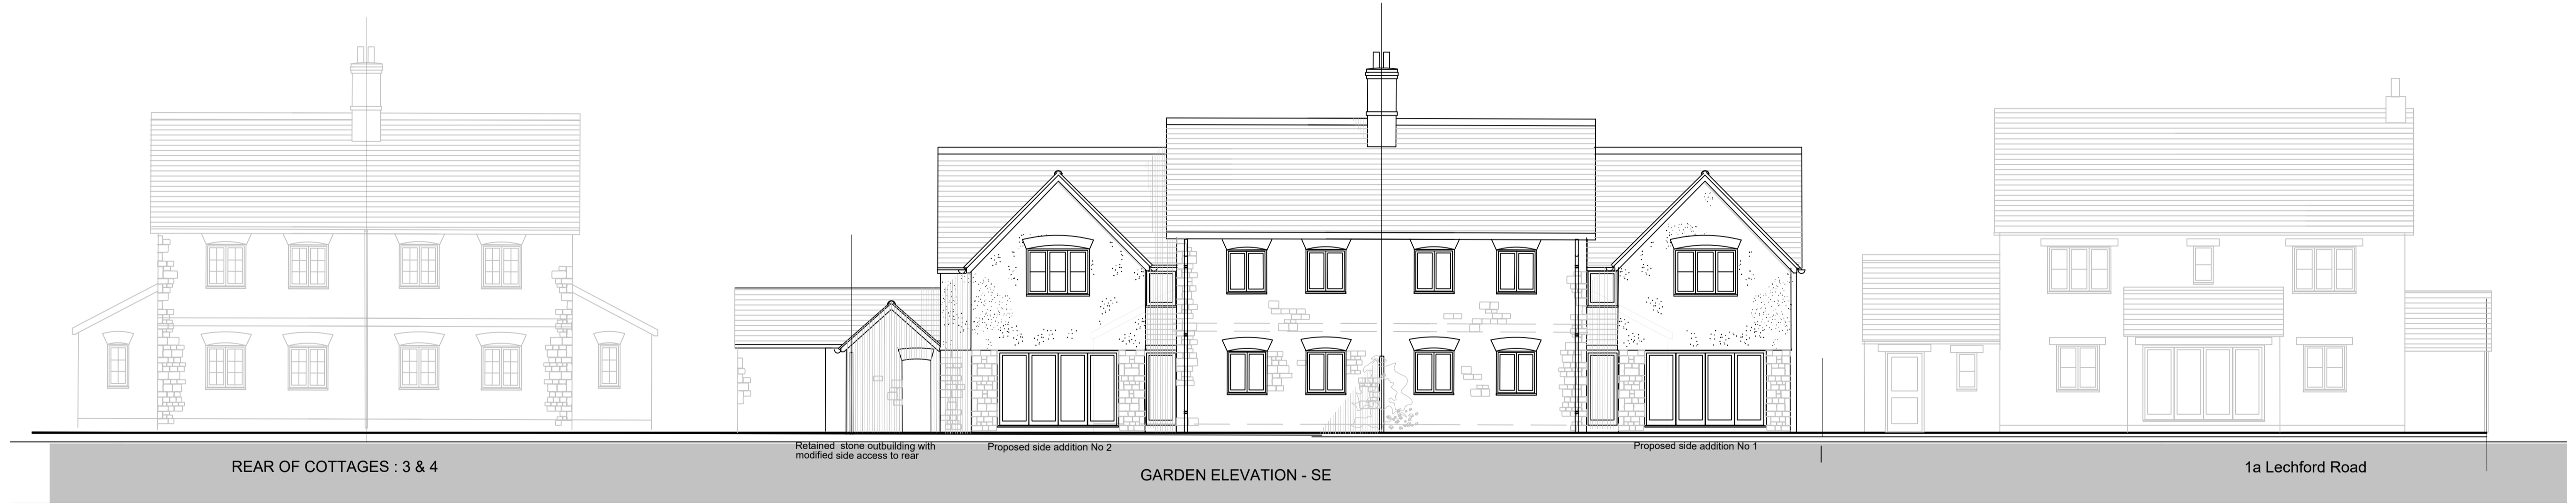 Retained stone outbuilding with
modified side access to rear
Proposed side addition No 2
Proposed side addition No 1
REAR OF COTTAGES : 3 & 4
GARDEN ELEVATION - SE
1a Lechford Road